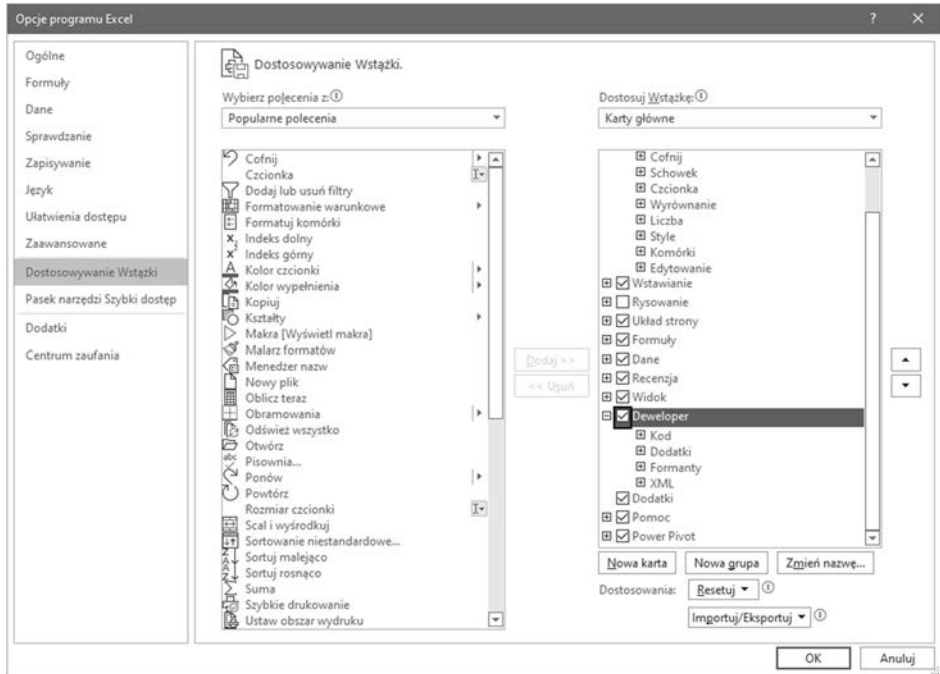 Opcje programu Excel
Ogólne
Formuły
Dane
Sprawdzanie
Zapisywanie
Język
Ułatwienia dostępu
Zaawansowane
Dostosowywanie Wstążki
Pasek narzędzi Szybki dostęp
Dodatki
Centrum zaufania
Dostosowywanie Wstążki.
Wybierz polecenia z:
Popularne polecenia
Cofnij
Czcionka
Dodaj lub usuń filtry
Formatowanie warunkowe
Formatuj komórki
Indeks dolny
Indeks górny
Kolor czcionki
Kolor wypełnienia
Kopiuj
Kształty
Makra [Wyświetl makra]
Malarz formatów
Menedżer nazw
Nowy plik
Oblicz teraz
Obramowania
Odśwież wszystko
Otwórz
Pisownia...
Ponów
Powtórz
Rozmiar czcionki
Scal i wyśrodkuj
Sortowanie niestandardowe...
Sortuj malejąco
Sortuj rosnąco
Suma
Szybkie drukowanie
Ustaw obszar wydruku
Dodaj >>
<< Usuń
Dostosuj Wstążkę:
Karty główne
Cofnij
Schowek
Czcionka
Wyrównanie
Liczba
Style
Komórki
Edytowanie
Wstawianie
Rysowanie
Układ strony
Formuły
Dane
Recenzja
Widok
Deweloper
Kod
Dodatki
Formanty
XML
Dodatki
Pomoc
Power Pivot
Nowa karta Nowa grupa Zmień nazwę...
Dostosowania: Resetuj
Importuj/Eksportuj
OK Anuluj